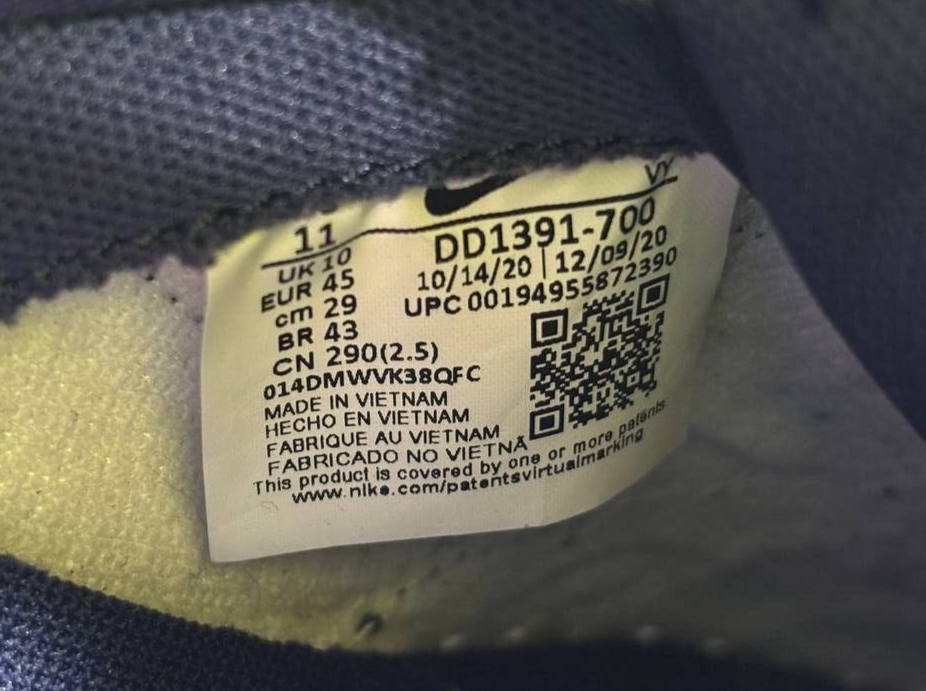 VY
11
UK 10
EUR 45
cm 29
BR 43
CN 290(2.5)
DD1391-700
10/14/20 | 12/09/20
UPC 00194955872390
014DMWVK38QFC
MADE IN VIETNAM
HECHO EN VIETNAM
FABRIQUE AU VIETNAM
FABRICADO NO VIETNÃ
This product is covered by one or more patents
www.nike.com/patentsvirtualmarking